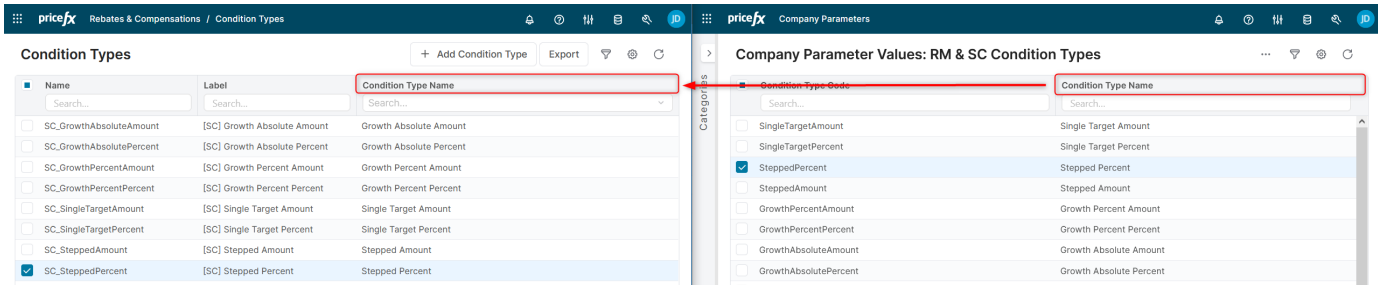 pricefx Rebates & Compensations / Condition Types JD
Condition Types + Add Condition Type Export
Name Label Condition Type Name
Search... Search... Search...
SC_GrowthAbsoluteAmount [SC] Growth Absolute Amount Growth Absolute Amount
SC_GrowthAbsolutePercent [SC] Growth Absolute Percent Growth Absolute Percent
SC_GrowthPercentAmount [SC] Growth Percent Amount Growth Percent Amount
SC_GrowthPercentPercent [SC] Growth Percent Percent Growth Percent Percent
SC_SingleTargetAmount [SC] Single Target Amount Single Target Amount
SC_SingleTargetPercent [SC] Single Target Percent Single Target Percent
SC_SteppedAmount [SC] Stepped Amount Stepped Amount
SC_SteppedPercent [SC] Stepped Percent Stepped Percent
pricefx Company Parameters JD
Categories
Company Parameter Values: RM & SC Condition Types
Condition Type Code Condition Type Name
Search... Search...
SingleTargetAmount Single Target Amount
SingleTargetPercent Single Target Percent
SteppedPercent Stepped Percent
SteppedAmount Stepped Amount
GrowthPercentAmount Growth Percent Amount
GrowthPercentPercent Growth Percent Percent
GrowthAbsoluteAmount Growth Absolute Amount
GrowthAbsolutePercent Growth Absolute Percent